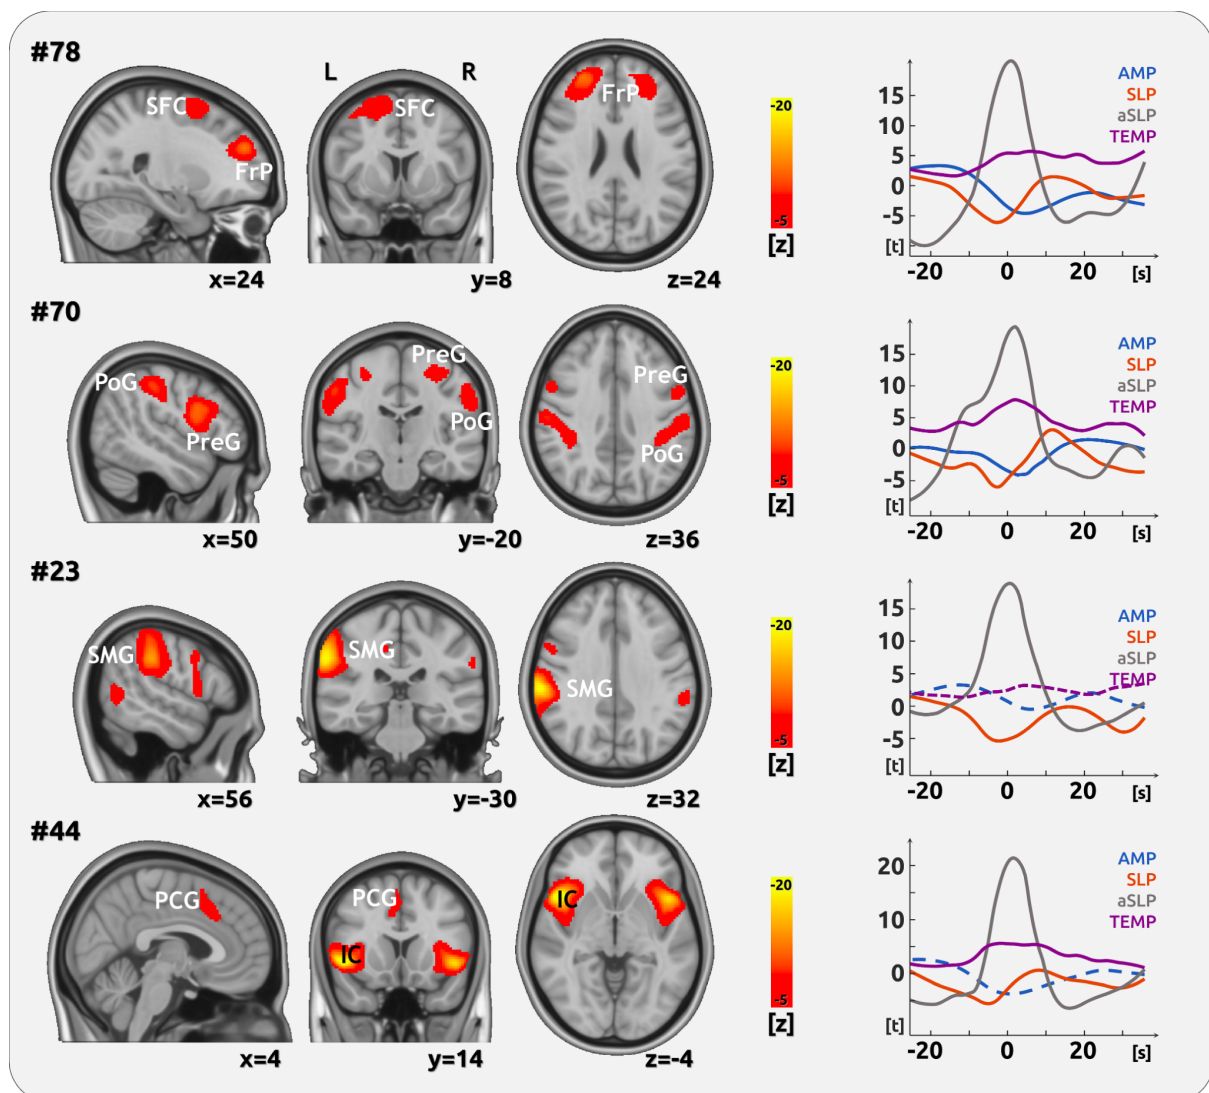 #78
L R
SFC
FrP
SFC
FrP
x=24
y=8
z=24
-20
-5
[z]
15
10
5
0
-5
[t]
-20 0 20 [s]
AMP
SLP
aSLP
TEMP
#70
PoG
PreG
PreG
PoG
PreG
PoG
x=50
y=-20
z=36
-20
-5
[z]
15
10
5
0
-5
[t]
-20 0 20 [s]
AMP
SLP
aSLP
TEMP
#23
SMG
SMG
SMG
x=56
y=-30
z=32
-20
-5
[z]
15
10
5
0
-5
[t]
-20 0 20 [s]
AMP
SLP
aSLP
TEMP
#44
PCG
PCG
IC
IC
x=4
y=14
z=-4
-20
-5
[z]
20
10
0
[t]
-20 0 20 [s]
AMP
SLP
aSLP
TEMP